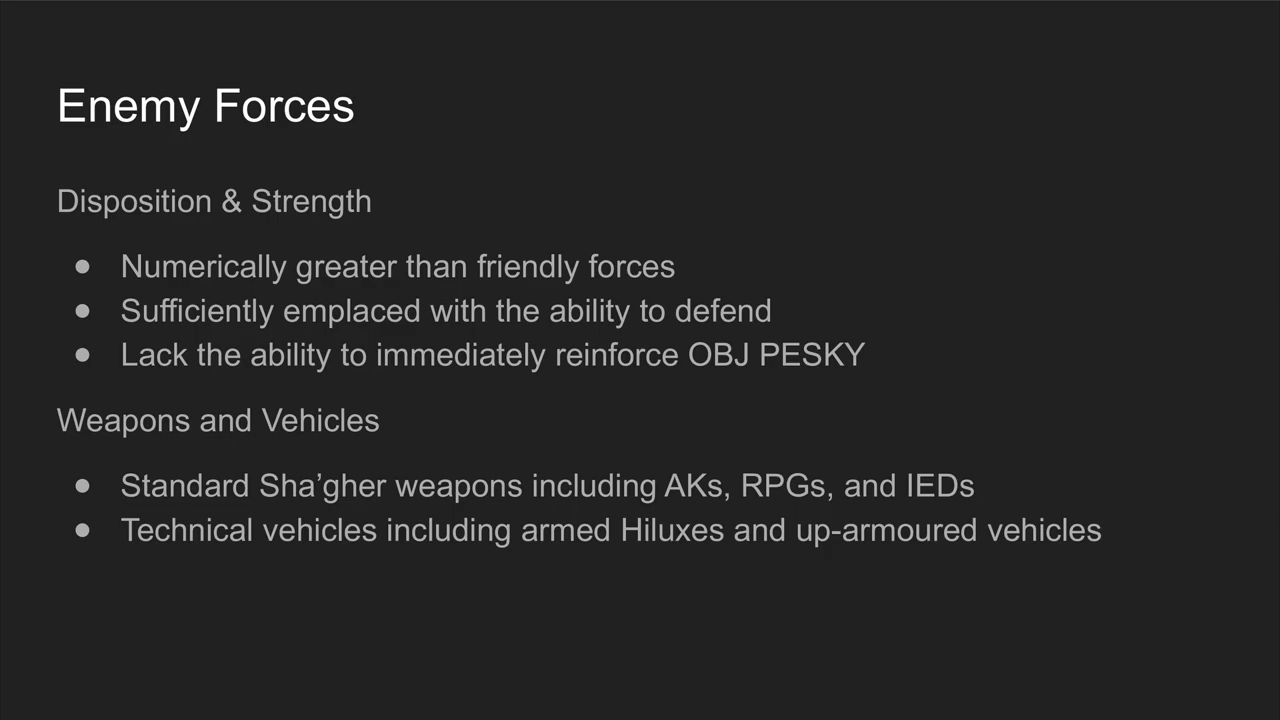 Enemy Forces
Disposition & Strength
● Numerically greater than friendly forces
● Sufficiently emplaced with the ability to defend
● Lack the ability to immediately reinforce OBJ PESKY
Weapons and Vehicles
● Standard Sha’gher weapons including AKs, RPGs, and IEDs
● Technical vehicles including armed Hiluxes and up-armoured vehicles